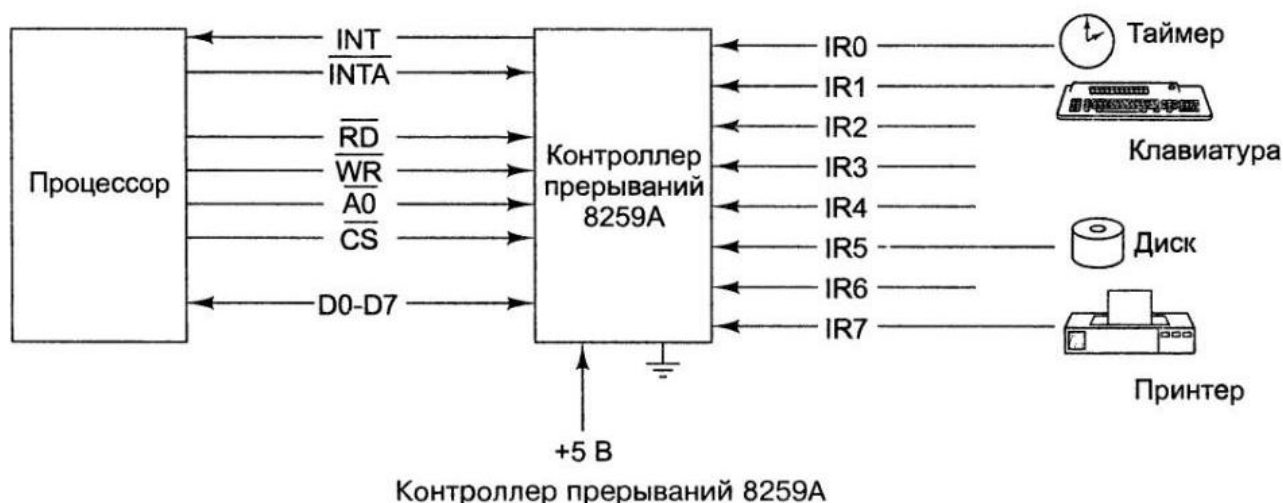 INT
INTA
RD
WR
A0
CS
D0-D7
Процессор
Контроллер
прерываний
8259A
+5 В
IR0
IR1
IR2
IR3
IR4
IR5
IR6
IR7
Таймер
Клавиатура
Диск
Принтер
Контроллер прерываний 8259A